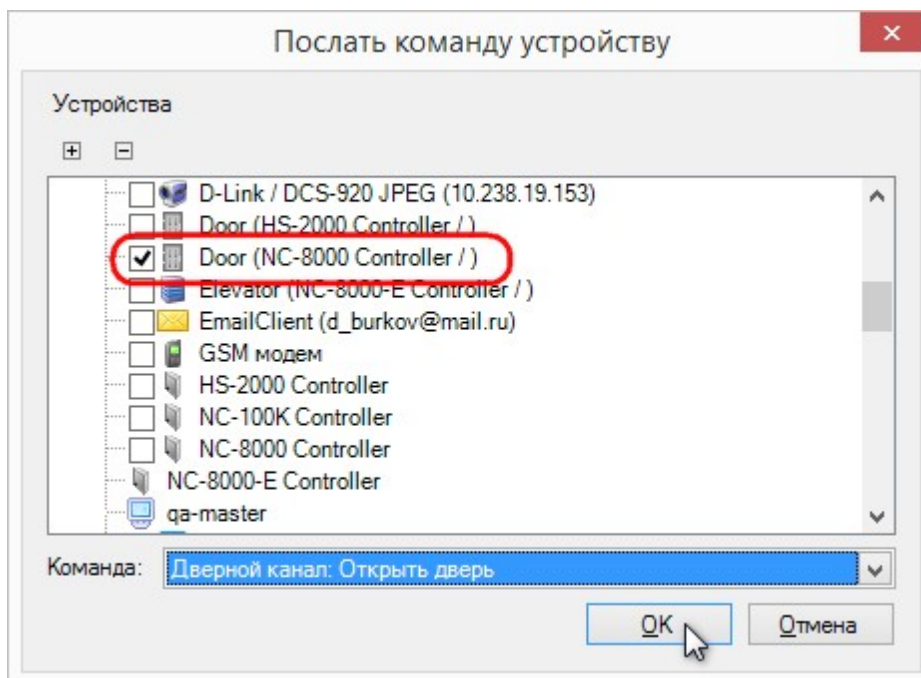 Послать команду устройству
Устройства
D-Link / DCS-920 JPEG (10.238.19.153)
Door (HS-2000 Controller / )
Door (NC-8000 Controller / )
Elevator (NC-8000-E Controller / )
EmailClient (d_burkov@mail.ru)
GSM модем
HS-2000 Controller
NC-100K Controller
NC-8000 Controller
NC-8000-E Controller
qa-master
Команда: Дверной канал: Открыть дверь
OK Отмена